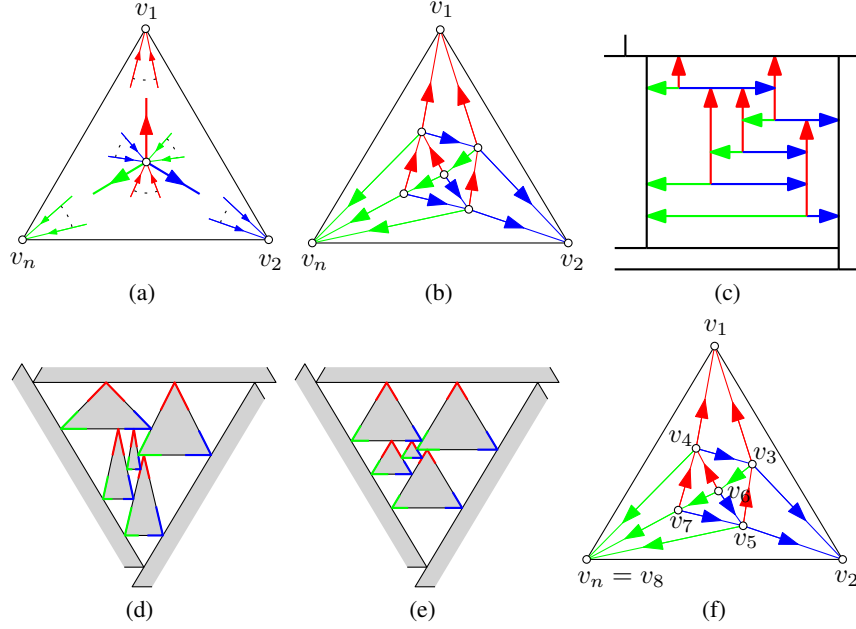 v₁ v₁
vₙ v₂ vₙ v₂
(a) (b) (c)
v₁
v₄ v₃
v₆
v₇ v₅
vₙ = v₈ v₂
(d) (e) (f)